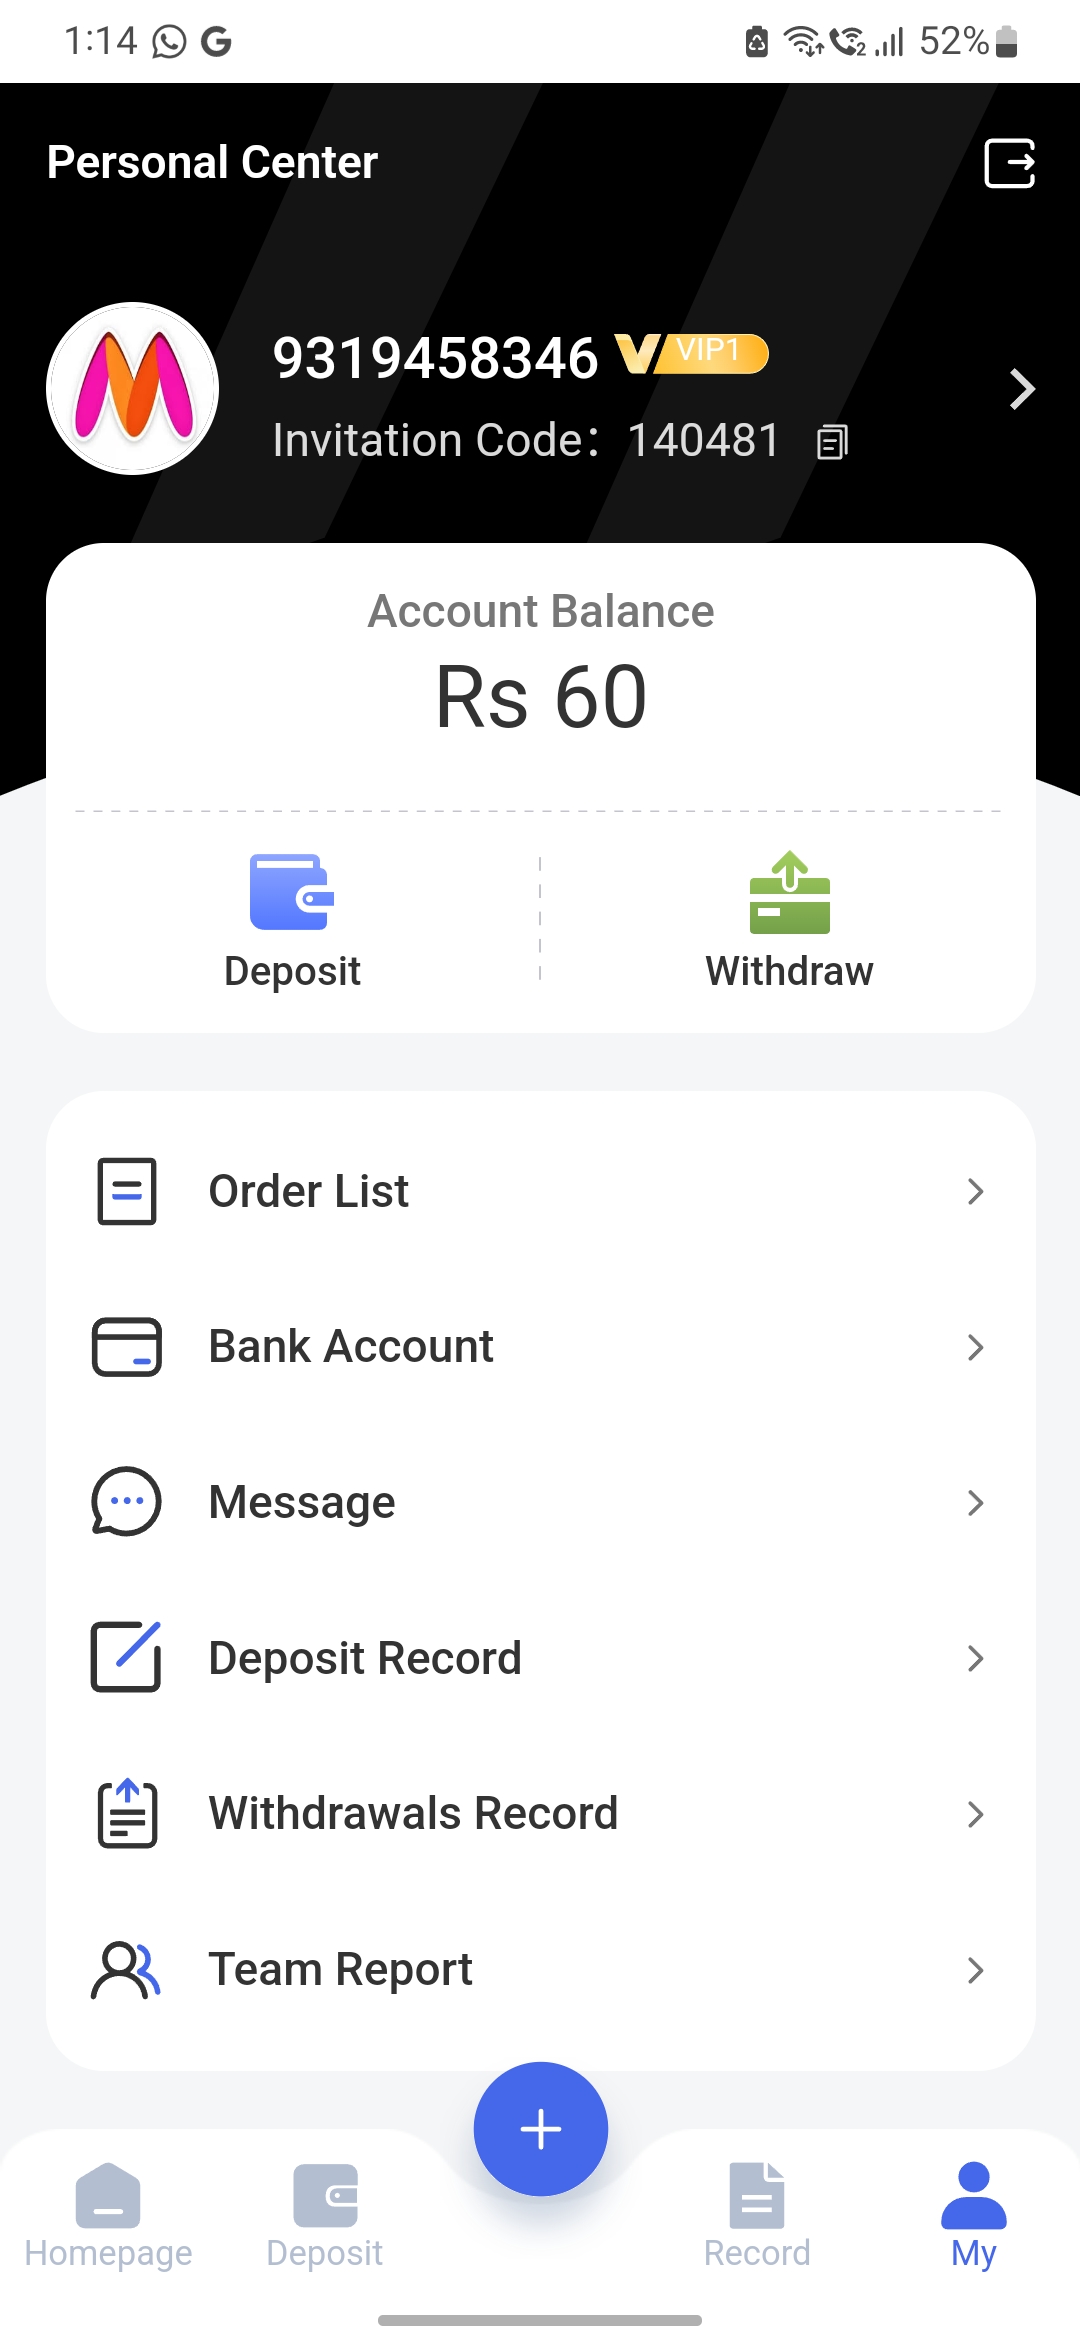 1:14
52%
Personal Center
9319458346 VIP1
Invitation Code: 140481
Account Balance
Rs 60
Deposit
Withdraw
Order List
Bank Account
Message
Deposit Record
Withdrawals Record
Team Report
Homepage
Deposit
Record
My